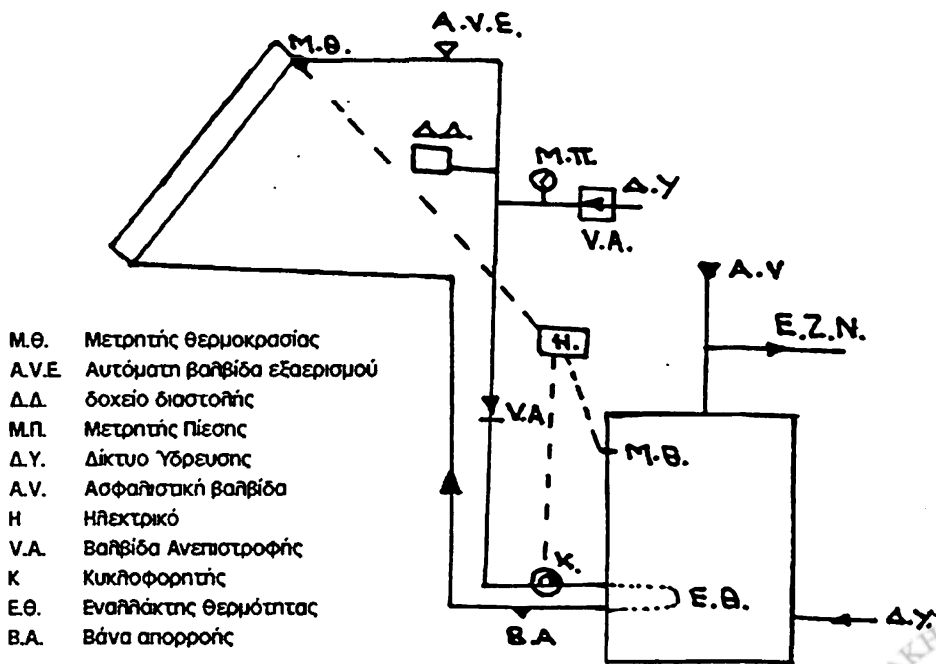 A.V.E.
Μ.Θ.
Δ.Δ.
Μ.Π.
Δ.Υ
V.A.
A.V
Ε.Ζ.Ν.
Η.
V.A
Μ.Θ.
Κ.
Ε.Θ.
Β.Α
Δ.Υ.
Μ.Θ. Μετρητής θερμοκρασίας
A.V.E. Αυτόματη βαλβίδα εξαερισμού
Δ.Δ. δοχείο διαστολής
Μ.Π. Μετρητής Πίεσης
Δ.Υ. Δίκτυο Ύδρευσης
A.V. Ασφαλιστική βαλβίδα
Η Ηλεκτρικό
V.A. Βαλβίδα Ανεπιστροφής
Κ Κυκλοφορητής
Ε.Θ. Εναλλάκτης θερμότητας
Β.Α. Βάνα απορροής